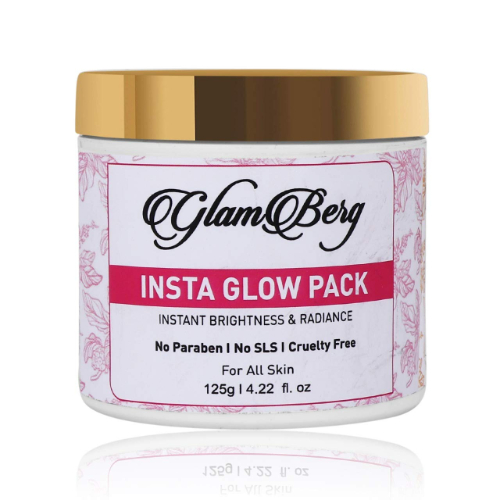 GlamBerg
INSTA GLOW PACK
INSTANT BRIGHTNESS & RADIANCE
No Paraben | No SLS | Cruelty Free
For All Skin
125g | 4.22 fl. oz